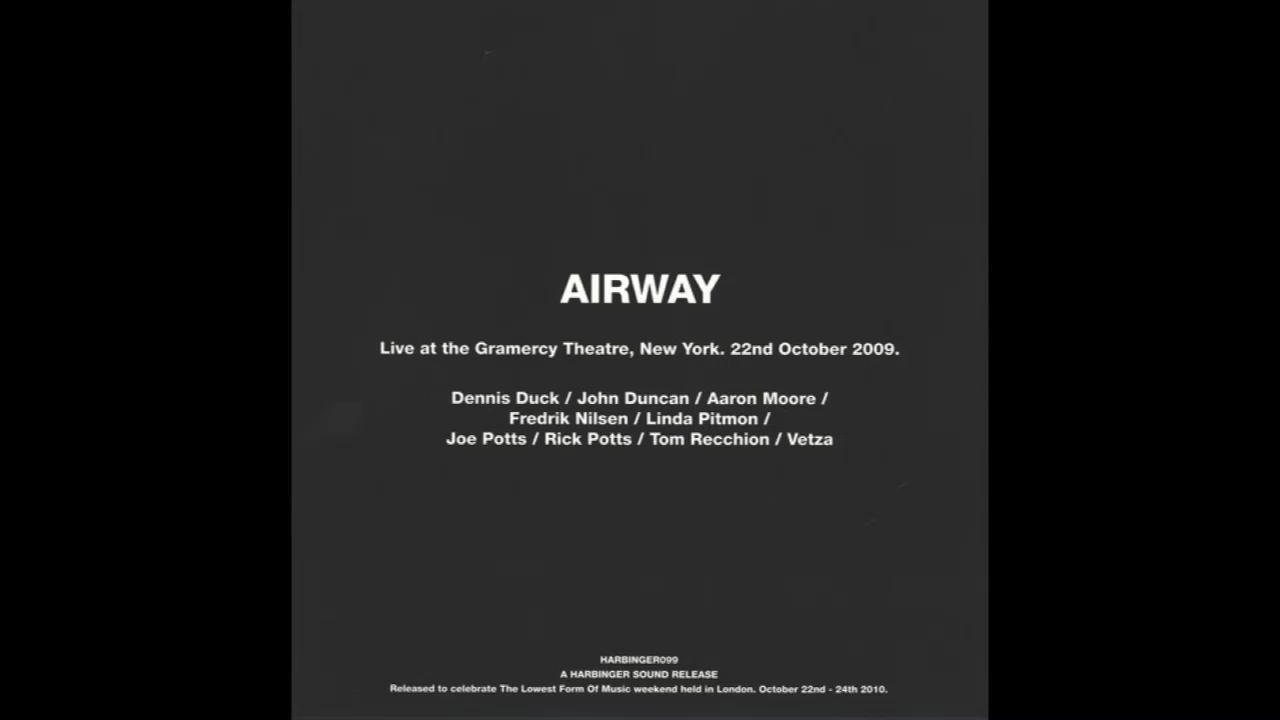 AIRWAY
Live at the Gramercy Theatre, New York. 22nd October 2009.
Dennis Duck / John Duncan / Aaron Moore /
Fredrik Nilsen / Linda Pitmon /
Joe Potts / Rick Potts / Tom Recchion / Vetza
HARBINGER099
A HARBINGER SOUND RELEASE
Released to celebrate The Lowest Form Of Music weekend held in London. October 22nd - 24th 2010.